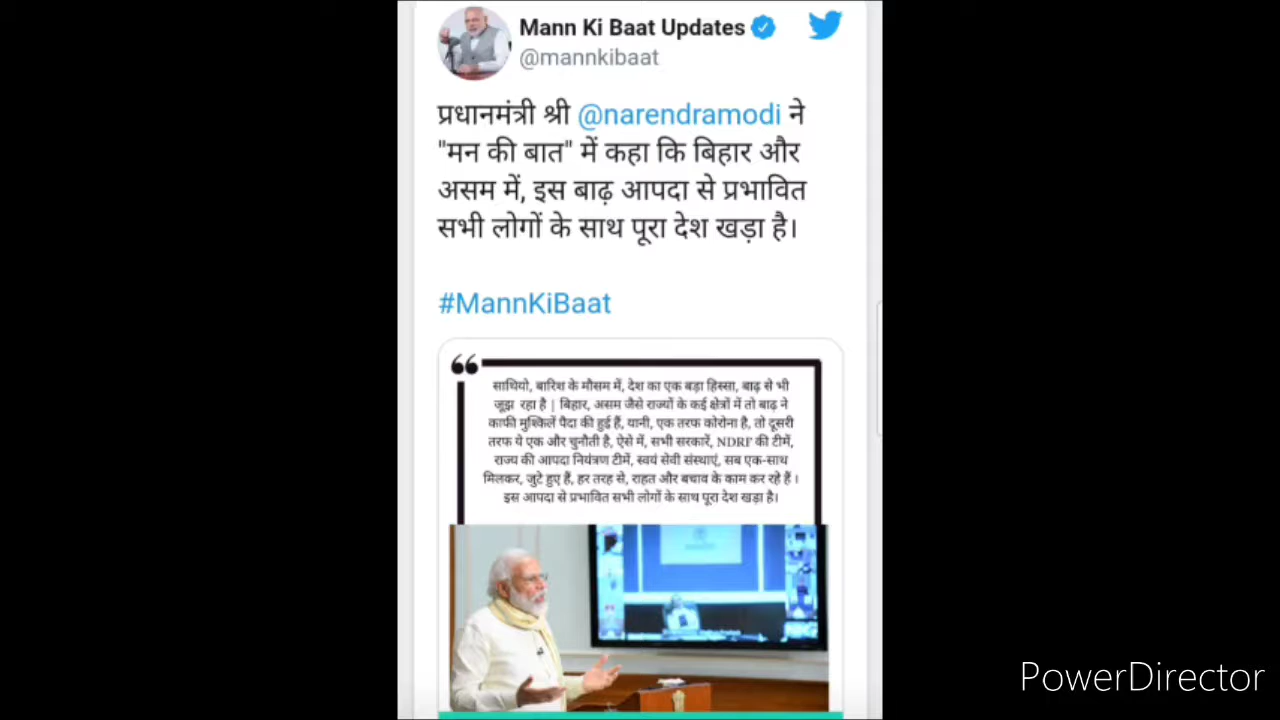 Mann Ki Baat Updates
@mannkibaat
प्रधानमंत्री श्री @narendramodi ने
"मन की बात" में कहा कि बिहार और
असम में, इस बाढ़ आपदा से प्रभावित
सभी लोगों के साथ पूरा देश खड़ा है।
#MannKiBaat
साथियो, बारिश के मौसम में, देश का एक बड़ा हिस्सा, बाढ़ से भी
जूझ रहा है | बिहार, असम जैसे राज्यों के कई क्षेत्रों में तो बाढ़ ने
काफी मुश्किलें पैदा की हुई हैं, यानी, एक तरफ कोरोना है, तो दूसरी
तरफ ये एक और चुनौती है, ऐसे में, सभी सरकारें, NDRF की टीमें,
राज्य की आपदा नियंत्रण टीमें, स्वयं सेवी संस्थाएं, सब एक-साथ
मिलकर, जुटे हुए हैं, हर तरह से, राहत और बचाव के काम कर रहे हैं ।
इस आपदा से प्रभावित सभी लोगों के साथ पूरा देश खड़ा है।
PowerDirector